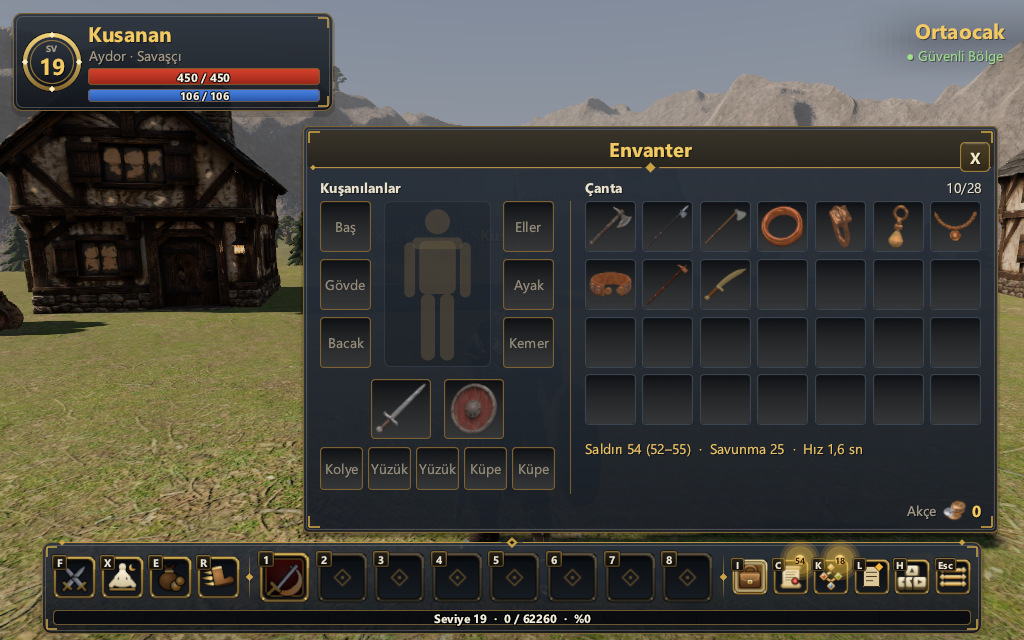 SV
19
Kusanan
Aydor · Savaşçı
450 / 450
106 / 106
Ortaocak
Güvenli Bölge
Envanter
X
Kuşanılanlar
Çanta
10/28
Baş
Eller
Gövde
Ayak
Bacak
Kemer
Kolye
Yüzük
Yüzük
Küpe
Küpe
Saldırı 54 (52–55) · Savunma 25 · Hız 1,6 sn
Akçe 0
F
X
E
R
1
2
3
4
5
6
7
8
I
C
54
K
18
L
H
Esc
Seviye 19 · 0 / 62260 · %0